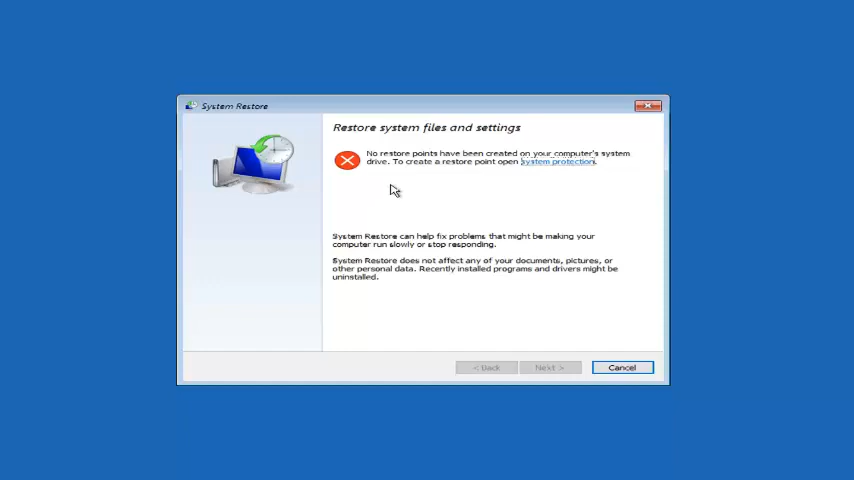 System Restore
Restore system files and settings
No restore points have been created on your computer's system
drive. To create a restore point open system protection.
System Restore can help fix problems that might be making your
computer run slowly or stop responding.
System Restore does not affect any of your documents, pictures, or
other personal data. Recently installed programs and drivers might be
uninstalled.
< Back Next > Cancel